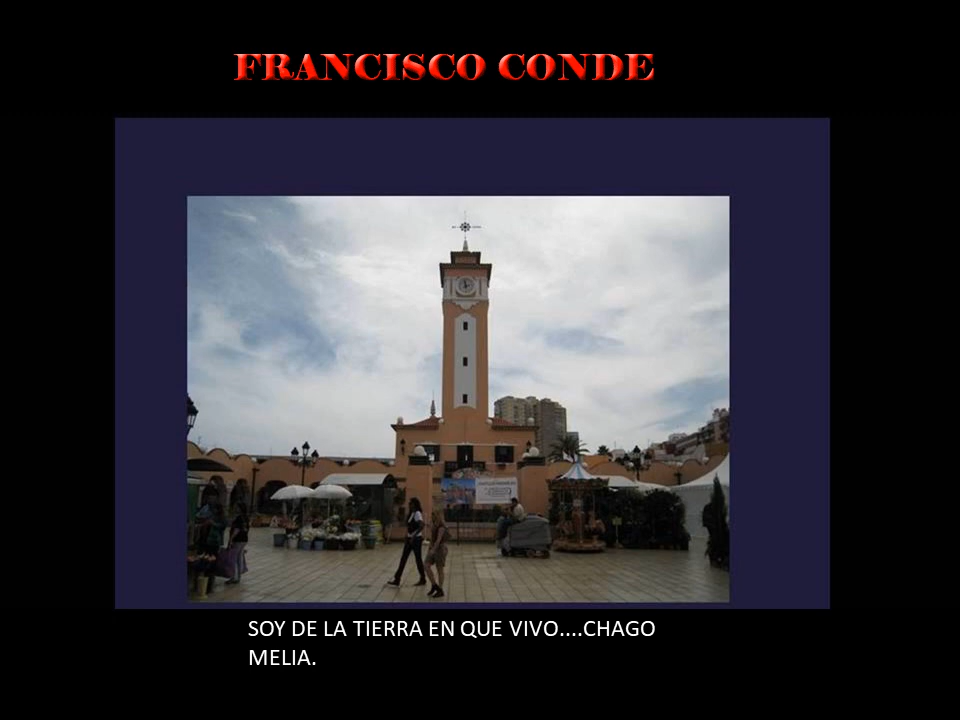 FRANCISCO CONDE
SOY DE LA TIERRA EN QUE VIVO....CHAGO
MELIA.